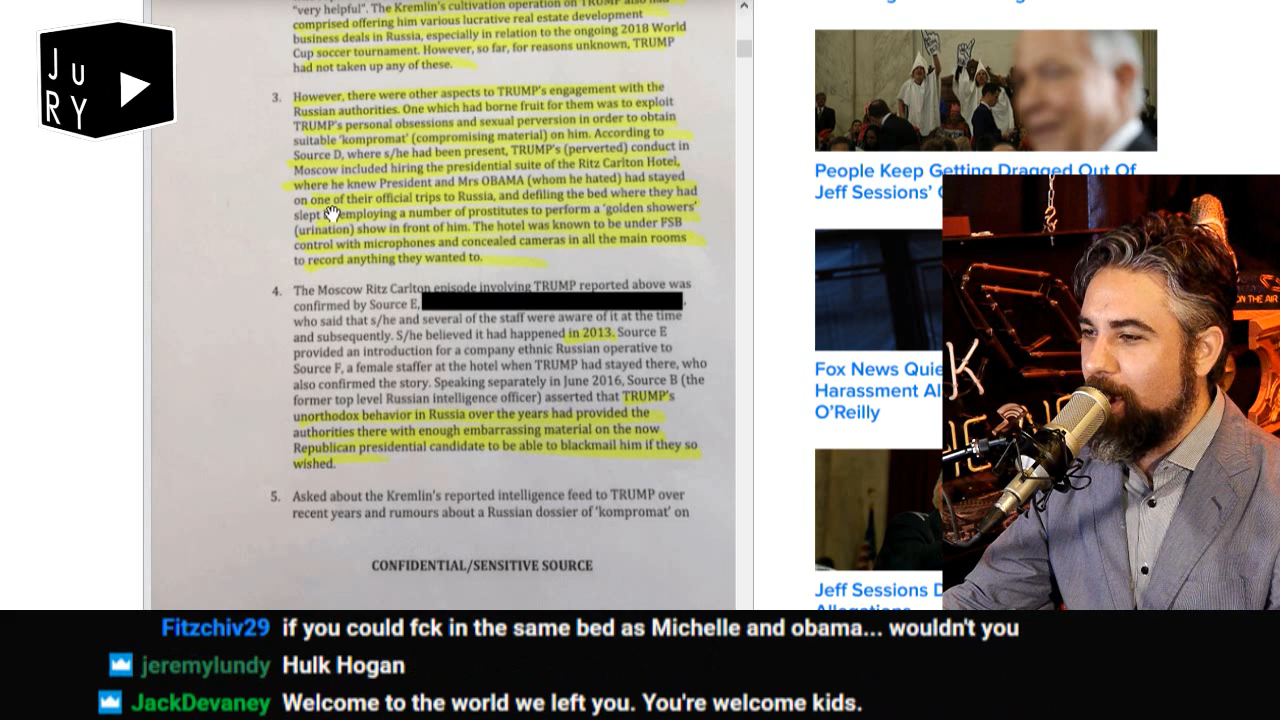 "very helpful". The Kremlin's cultivation operation on TRUMP also had
comprised offering him various lucrative real estate development
business deals in Russia, especially in relation to the ongoing 2018 World
Cup soccer tournament. However, so far, for reasons unknown, TRUMP
had not taken up any of these.
3. However, there were other aspects to TRUMP's engagement with the
Russian authorities. One which had borne fruit for them was to exploit
TRUMP's personal obsessions and sexual perversion in order to obtain
suitable 'kompromat' (compromising material) on him. According to
Source D, where s/he had been present, TRUMP's (perverted) conduct in
Moscow included hiring the presidential suite of the Ritz Carlton Hotel,
where he knew President and Mrs OBAMA (whom he hated) had stayed
on one of their official trips to Russia, and defiling the bed where they had
slept employing a number of prostitutes to perform a 'golden showers'
(urination) show in front of him. The hotel was known to be under FSB
control with microphones and concealed cameras in all the main rooms
to record anything they wanted to.
4. The Moscow Ritz Carlton episode involving TRUMP reported above was
confirmed by Source E,
who said that s/he and several of the staff were aware of it at the time
and subsequently. S/he believed it had happened in 2013. Source E
provided an introduction for a company ethnic Russian operative to
Source F, a female staffer at the hotel when TRUMP had stayed there, who
also confirmed the story. Speaking separately in June 2016, Source B (the
former top level Russian intelligence officer) asserted that TRUMP's
unorthodox behavior in Russia over the years had provided the
authorities there with enough embarrassing material on the now
Republican presidential candidate to be able to blackmail him if they so
wished.
5. Asked about the Kremlin's reported intelligence feed to TRUMP over
recent years and rumours about a Russian dossier of 'kompromat' on
CONFIDENTIAL/SENSITIVE SOURCE
JURY
People Keep Getting Dragged Out Of
Jeff Sessions'
Fox News Quie
Harassment Al
O'Reilly
Jeff Sessions D
ON THE AIR
Fitzchiv29 if you could fck in the same bed as Michelle and obama... wouldn't you
jeremylundy Hulk Hogan
JackDevaney Welcome to the world we left you. You're welcome kids.